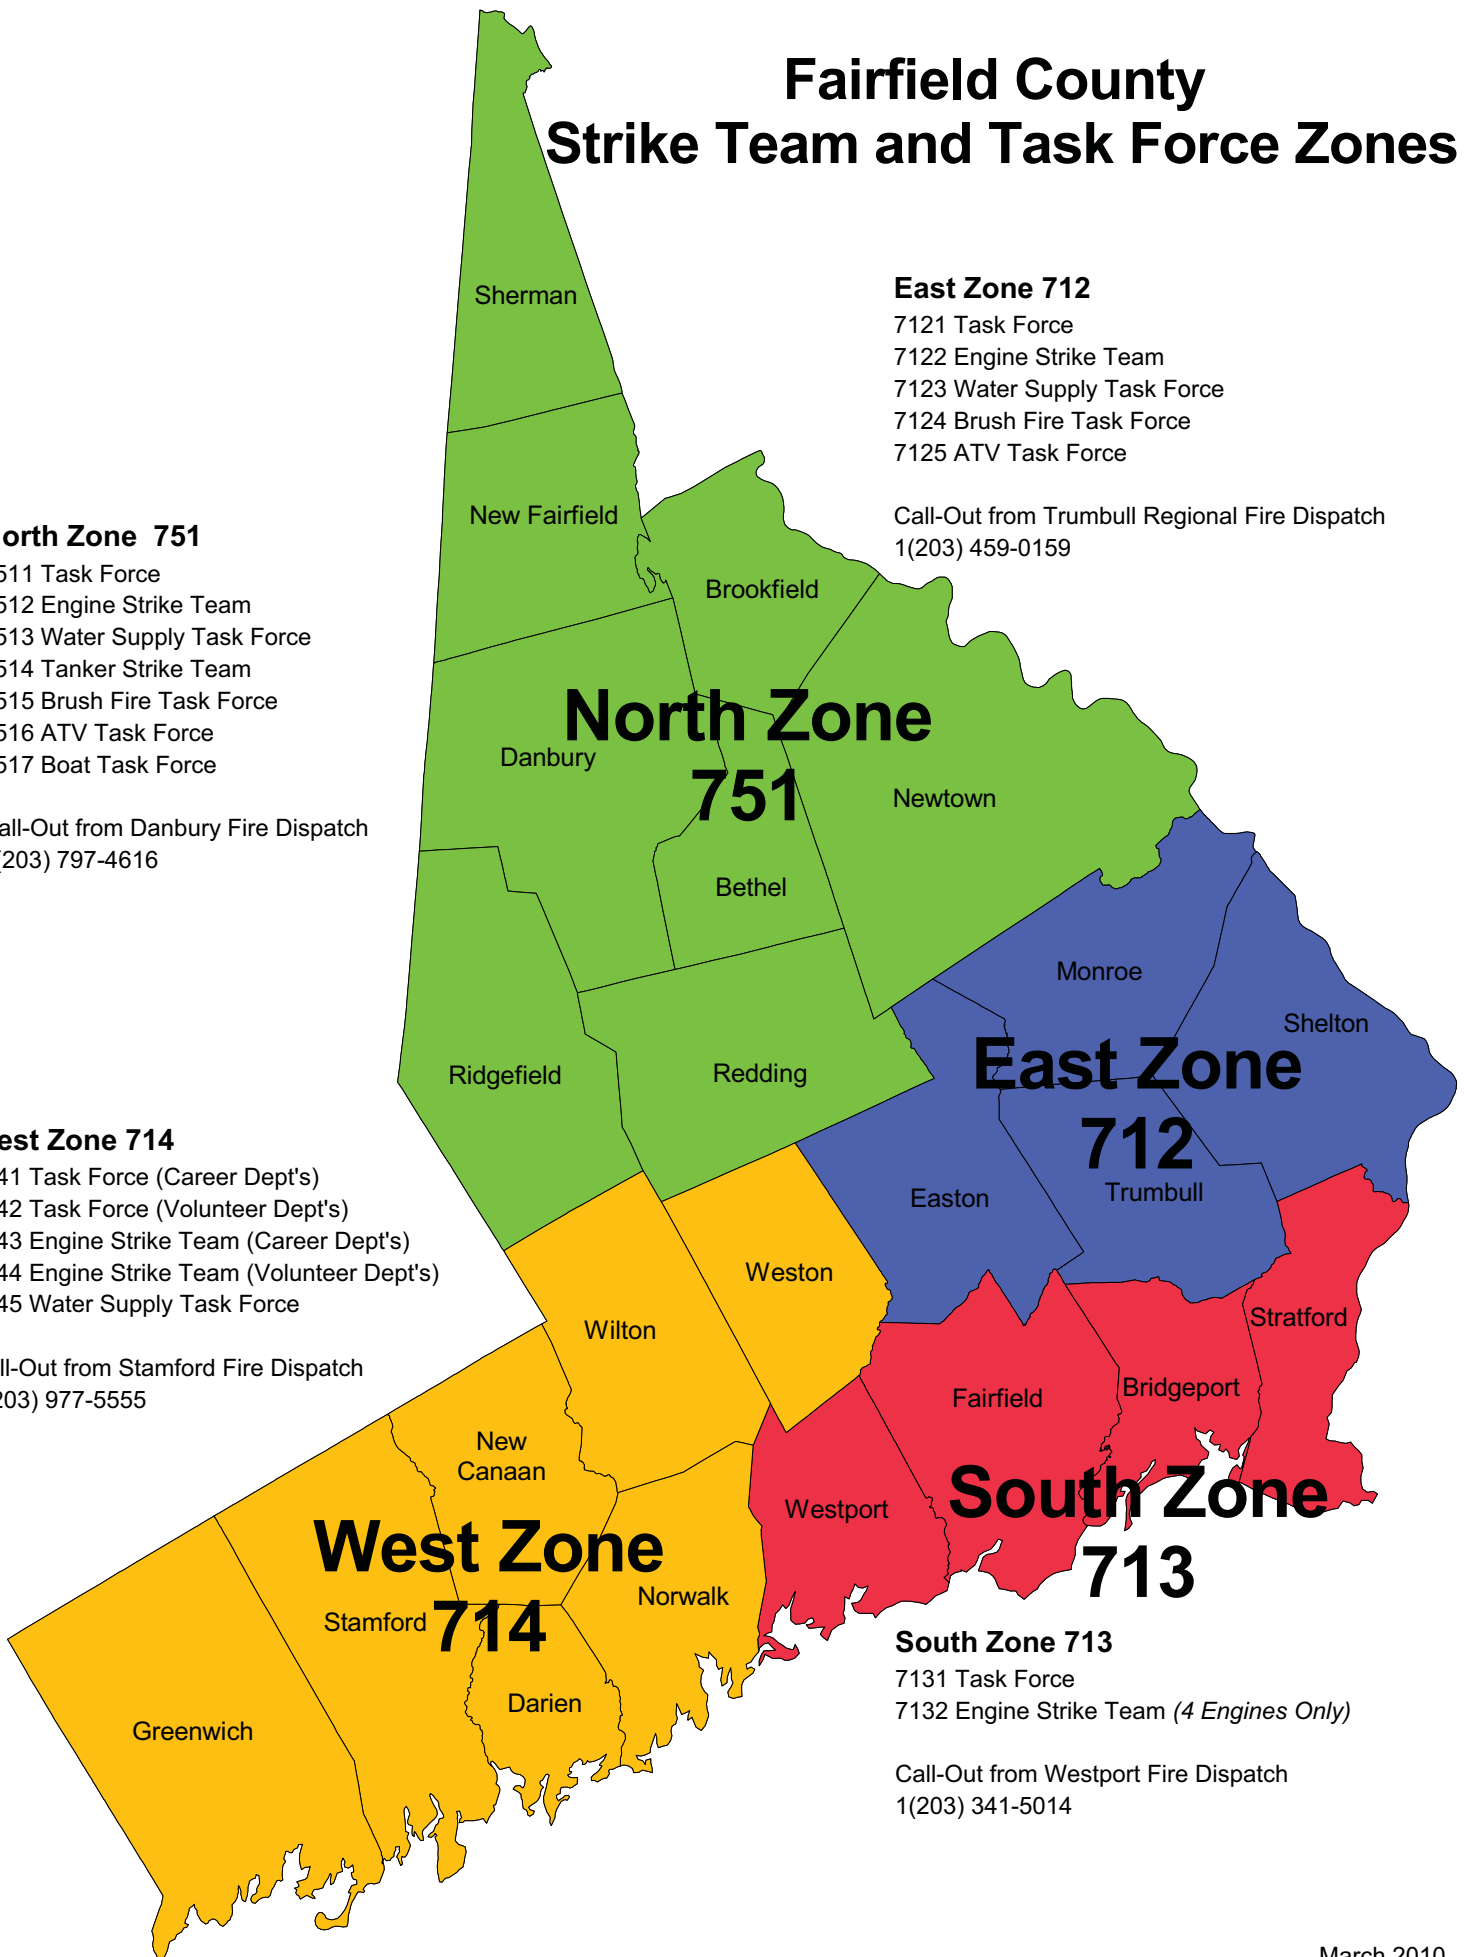 Fairfield County
Strike Team and Task Force Zones
East Zone 712
7121 Task Force
7122 Engine Strike Team
7123 Water Supply Task Force
7124 Brush Fire Task Force
7125 ATV Task Force
Call-Out from Trumbull Regional Fire Dispatch
1(203) 459-0159
orth Zone 751
511 Task Force
512 Engine Strike Team
513 Water Supply Task Force
514 Tanker Strike Team
515 Brush Fire Task Force
516 ATV Task Force
517 Boat Task Force
all-Out from Danbury Fire Dispatch
(203) 797-4616
est Zone 714
41 Task Force (Career Dept's)
42 Task Force (Volunteer Dept's)
43 Engine Strike Team (Career Dept's)
44 Engine Strike Team (Volunteer Dept's)
45 Water Supply Task Force
ll-Out from Stamford Fire Dispatch
203) 977-5555
Sherman
New Fairfield
Brookfield
North Zone
751
Danbury
Newtown
Bethel
Ridgefield
Redding
Monroe
Shelton
East Zone
712
Easton
Trumbull
Weston
Wilton
Stratford
Fairfield
Bridgeport
New
Canaan
Westport
South Zone
713
West Zone
714
Stamford
Norwalk
Darien
Greenwich
South Zone 713
7131 Task Force
7132 Engine Strike Team (4 Engines Only)
Call-Out from Westport Fire Dispatch
1(203) 341-5014
March 2010